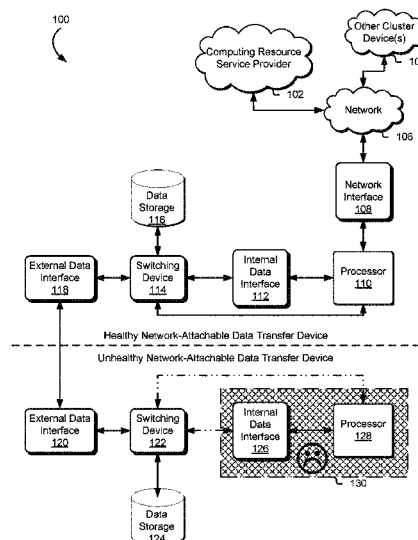 100
Other Cluster
Device(s)
Computing Resource
Service Provider
102
Network
106
Network
Interface
108
Data
Storage
116
External Data
Interface
118
Switching
Device
114
Internal
Data
Interface
112
Processor
110
Healthy Network-Attachable Data Transfer Device
Unhealthy Network-Attachable Data Transfer Device
External Data
Interface
120
Switching
Device
122
Internal
Data
Interface
126
Processor
128
130
Data
Storage
124